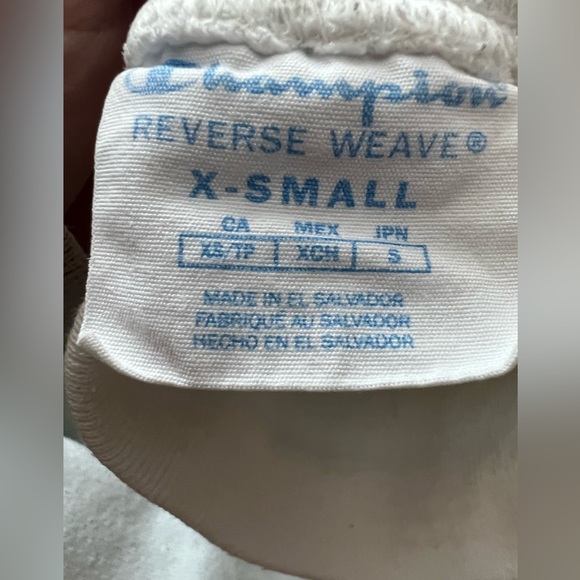 Champion
REVERSE WEAVE®
X-SMALL
CA MEX JPN
XS/TP XCH S
MADE IN EL SALVADOR
FABRIQUÉ AU SALVADOR
HECHO EN EL SALVADOR